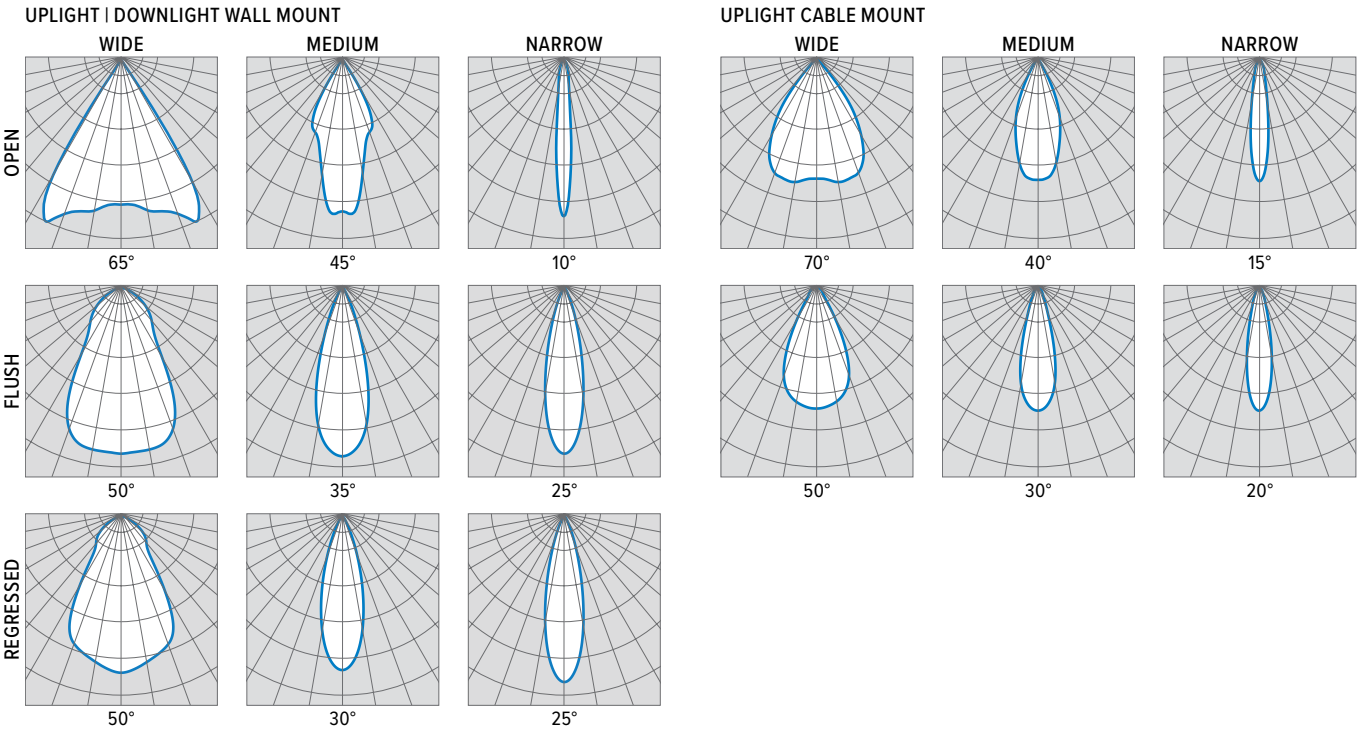 UPLIGHT | DOWNLIGHT WALL MOUNT
WIDE MEDIUM NARROW
OPEN
65° 45° 10°
FLUSH
50° 35° 25°
REGRESSED
50° 30° 25°
UPLIGHT CABLE MOUNT
WIDE MEDIUM NARROW
70° 40° 15°
50° 30° 20°